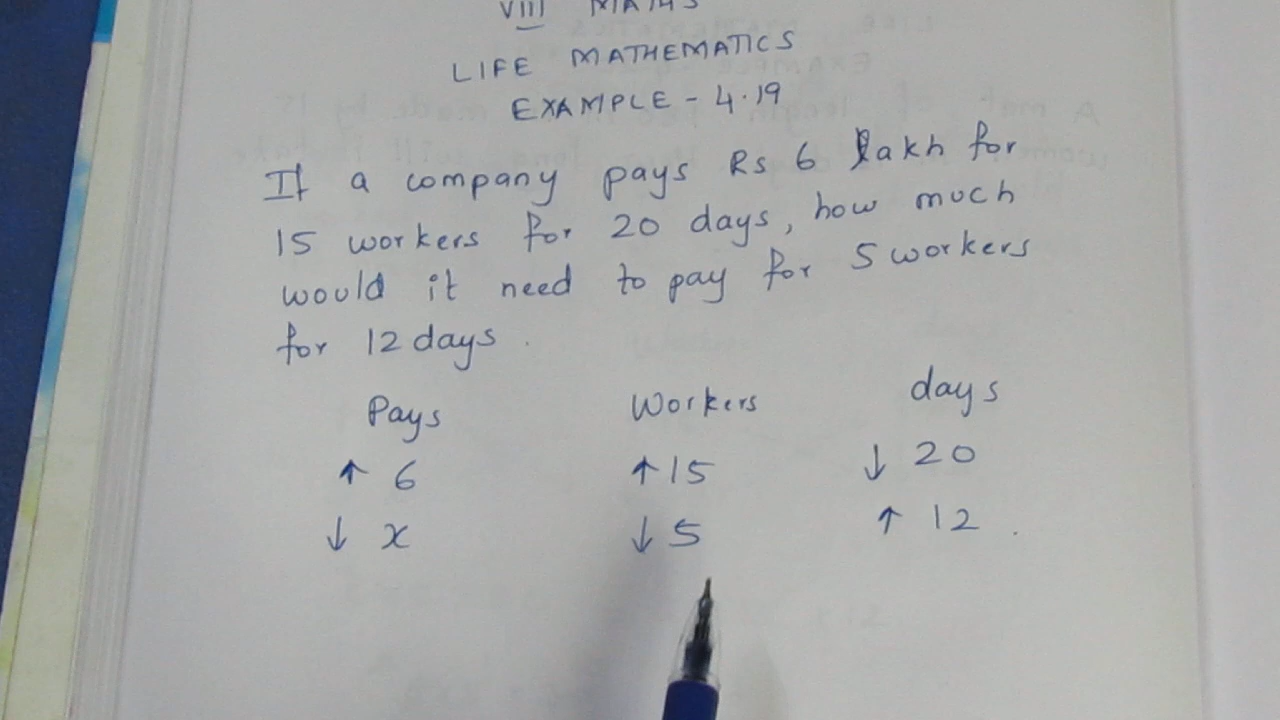 VIII MATHS
LIFE MATHEMATICS
EXAMPLE - 4.19
If a company pays Rs 6 lakh for
15 workers for 20 days, how much
would it need to pay for 5 workers
for 12 days.
Pays Workers days
↑ 6 ↑ 15 ↓ 20
↓ x ↓ 5 ↑ 12 .